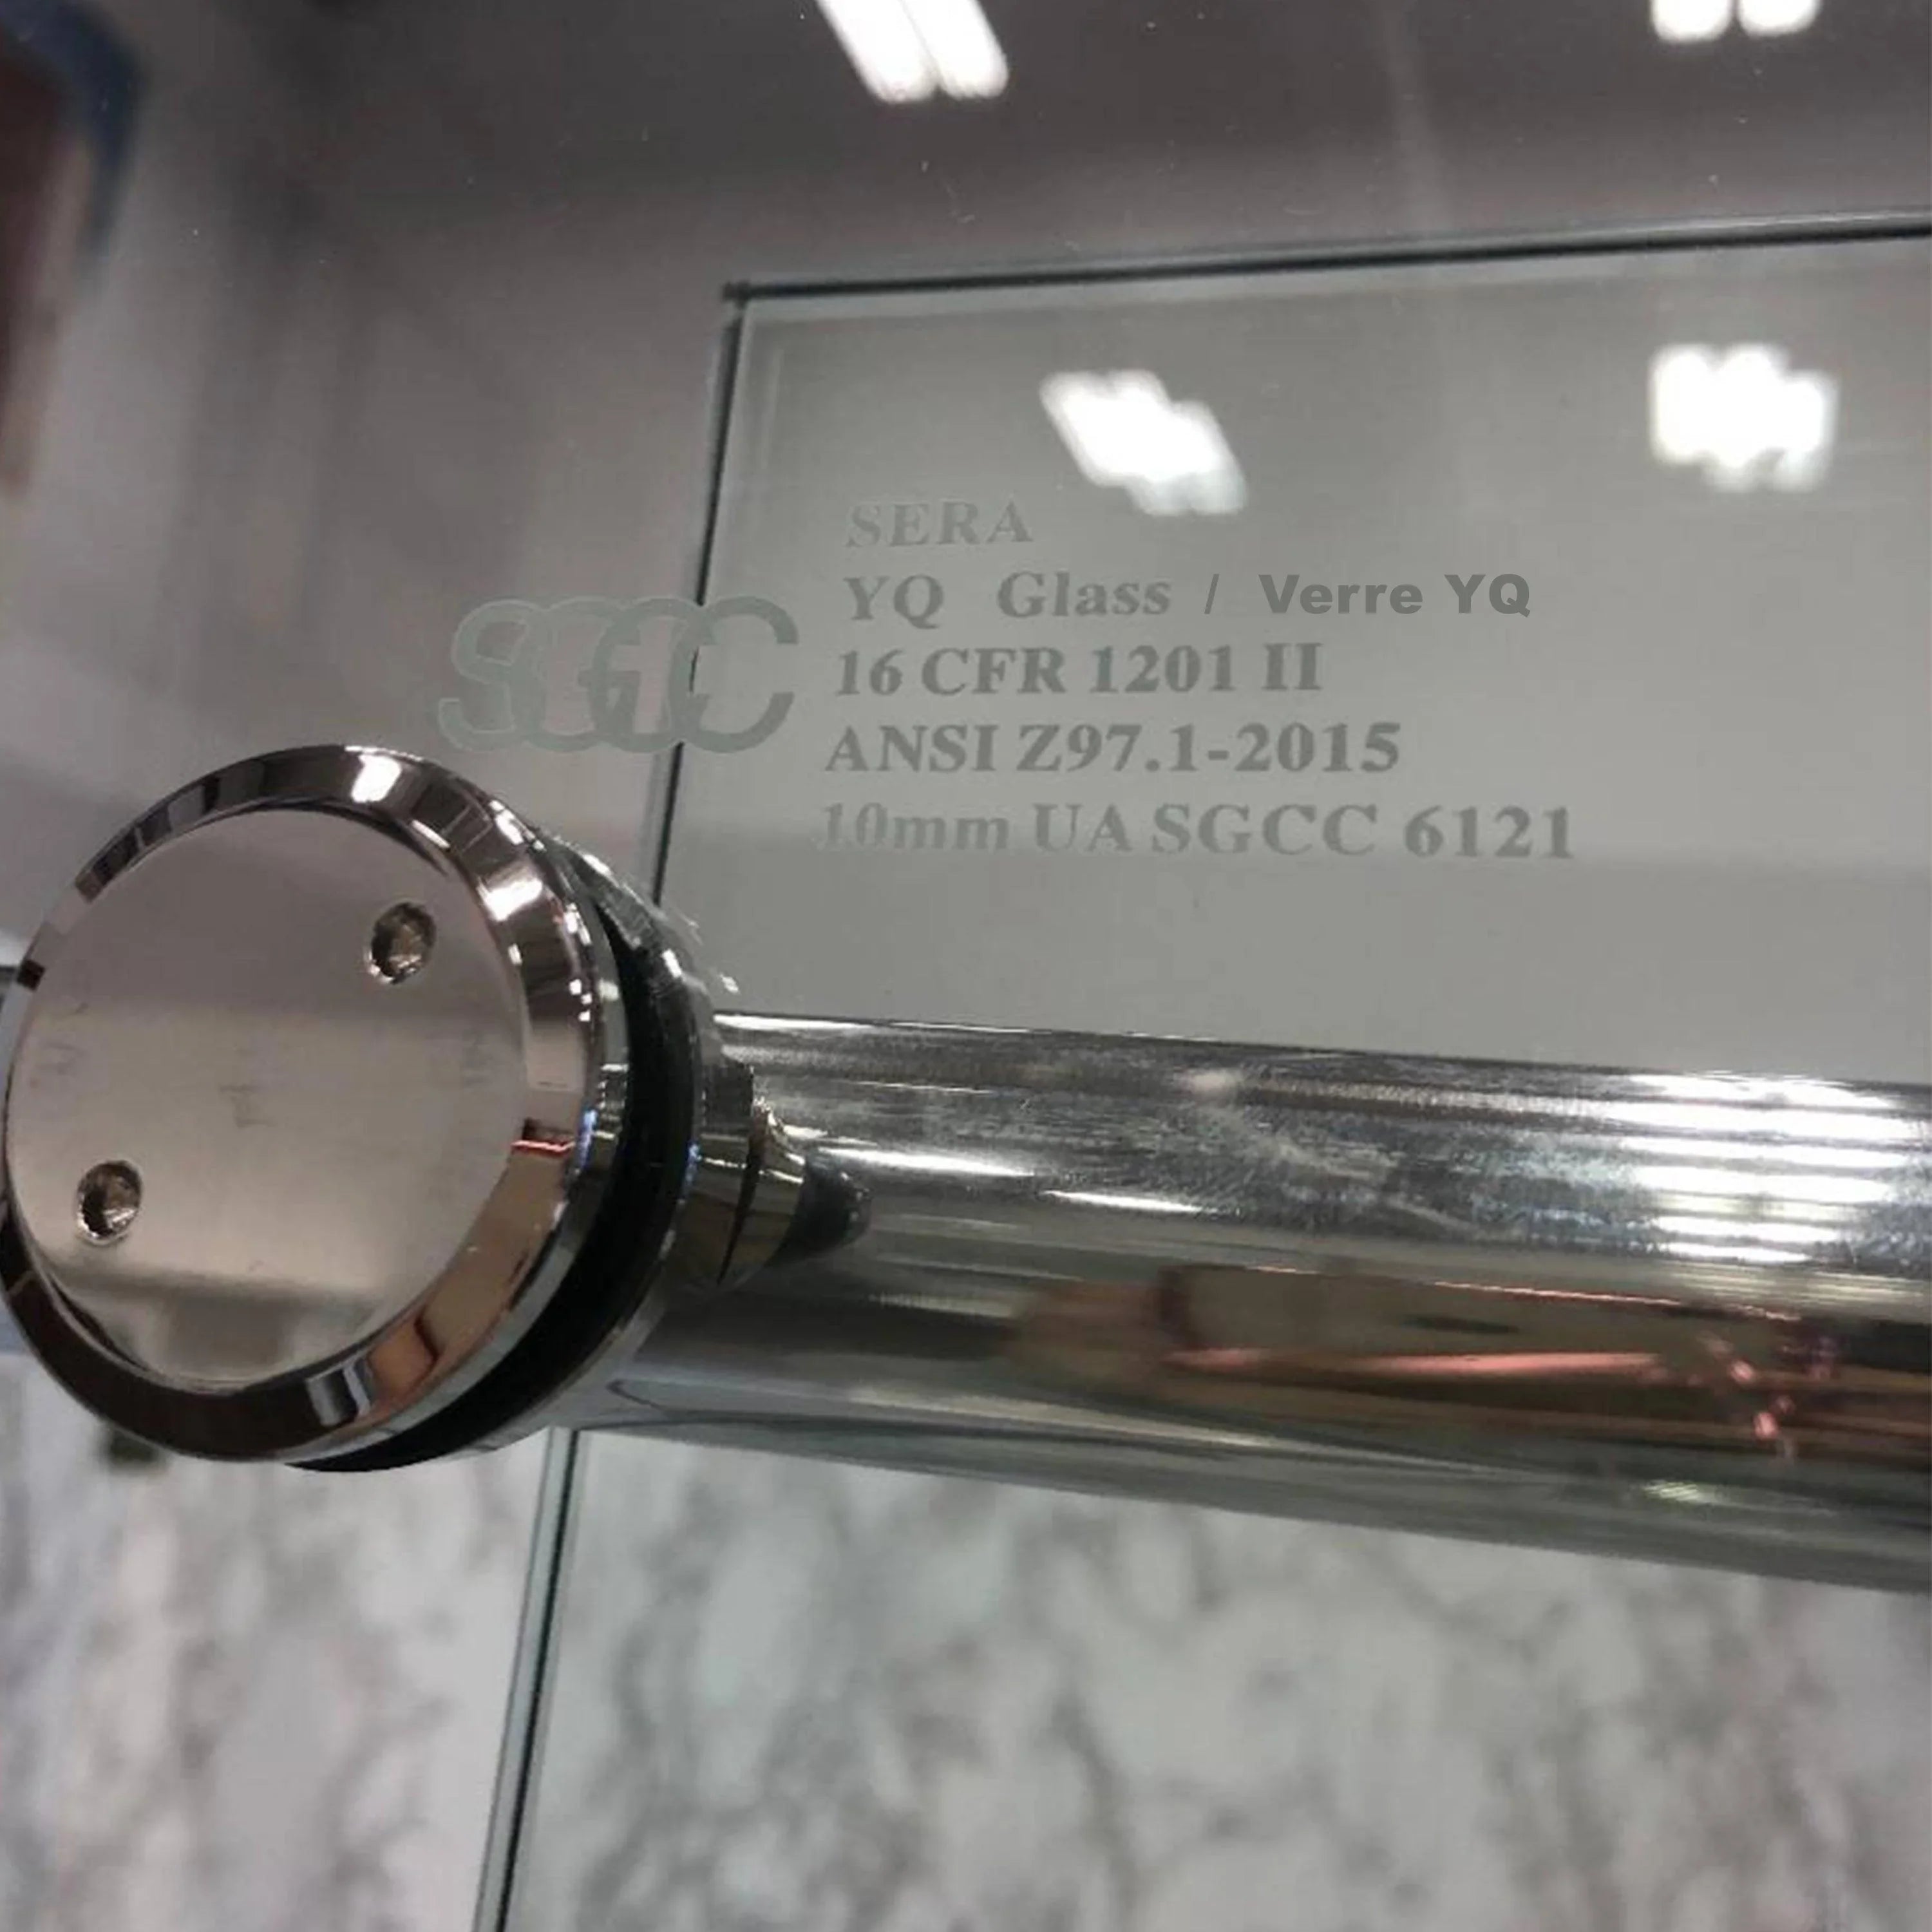 SERA
YQ Glass / Verre YQ
SGCC
16 CFR 1201 II
ANSI Z97.1-2015
10mm UA SGCC 6121